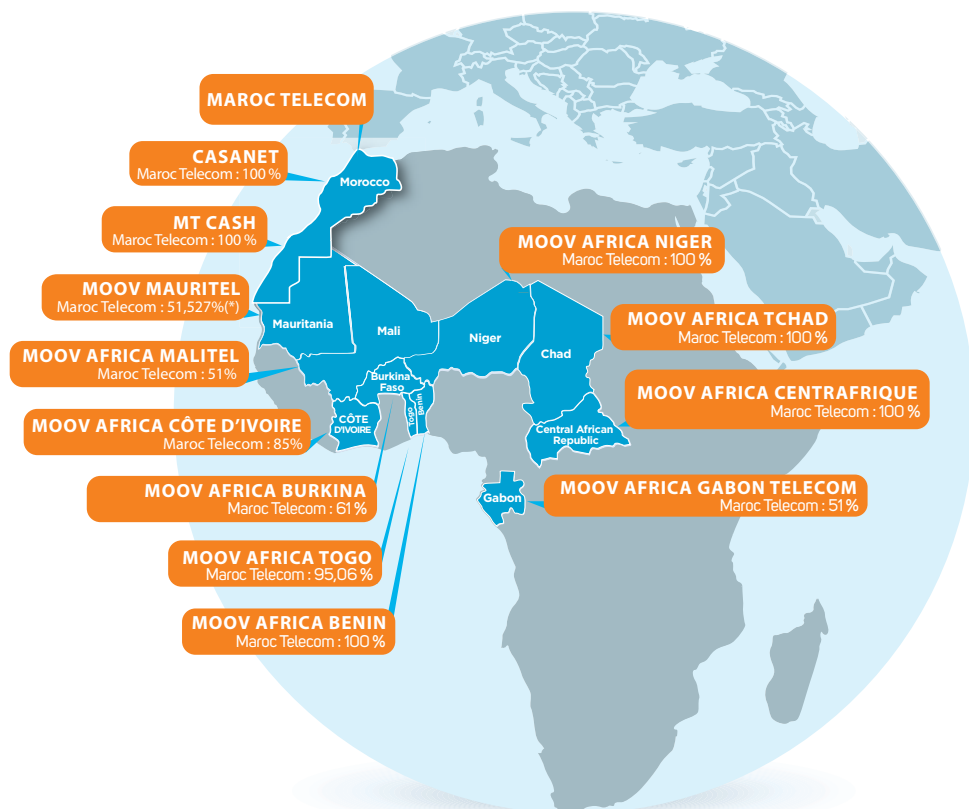 MAROC TELECOM
CASANET
Maroc Telecom : 100 %
MT CASH
Maroc Telecom : 100 %
MOOV MAURITEL
Maroc Telecom : 51,527%(*)
MOOV AFRICA MALITEL
Maroc Telecom : 51%
MOOV AFRICA CÔTE D'IVOIRE
Maroc Telecom : 85%
MOOV AFRICA BURKINA
Maroc Telecom : 61 %
MOOV AFRICA TOGO
Maroc Telecom : 95,06 %
MOOV AFRICA BENIN
Maroc Telecom : 100 %
MOOV AFRICA NIGER
Maroc Telecom : 100 %
MOOV AFRICA TCHAD
Maroc Telecom : 100 %
MOOV AFRICA CENTRAFRIQUE
Maroc Telecom : 100 %
MOOV AFRICA GABON TELECOM
Maroc Telecom : 51 %
Morocco
Mauritania
Mali
Niger
Chad
Burkina
Faso
Togo
Benin
CÔTE
D'IVOIRE
Central African
Republic
Gabon